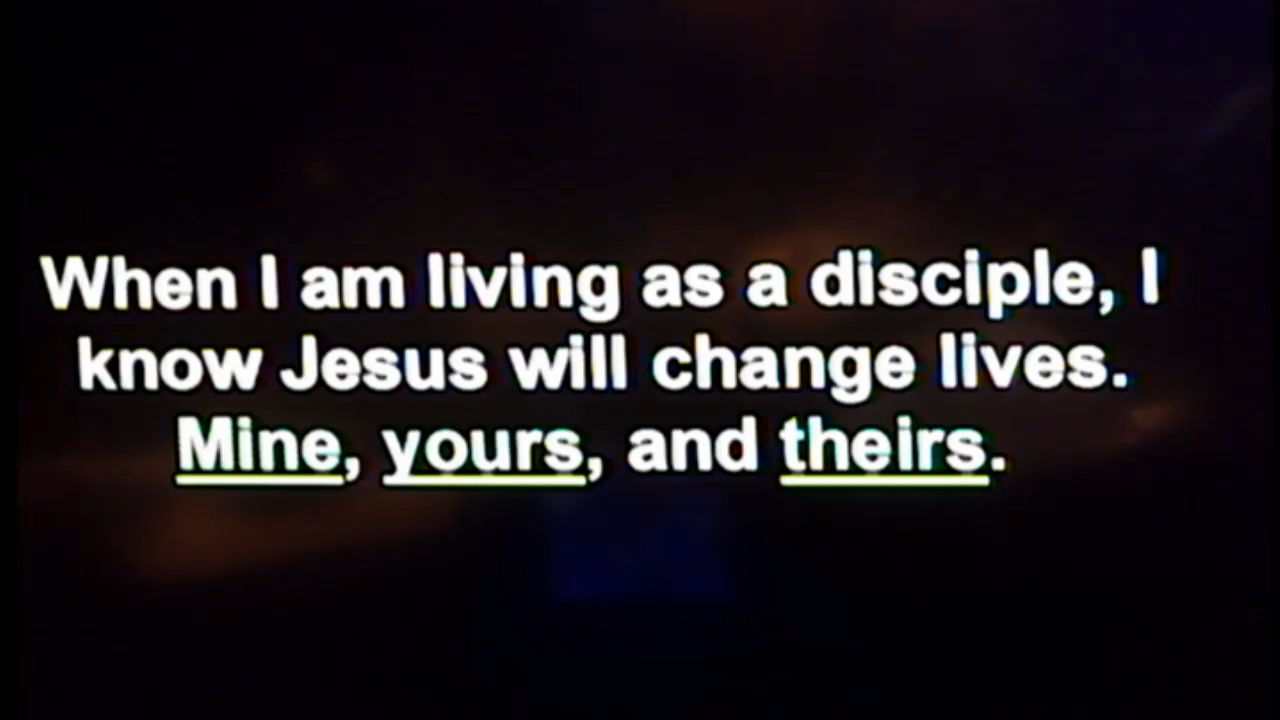 When I am living as a disciple, I
know Jesus will change lives.
Mine, yours, and theirs.